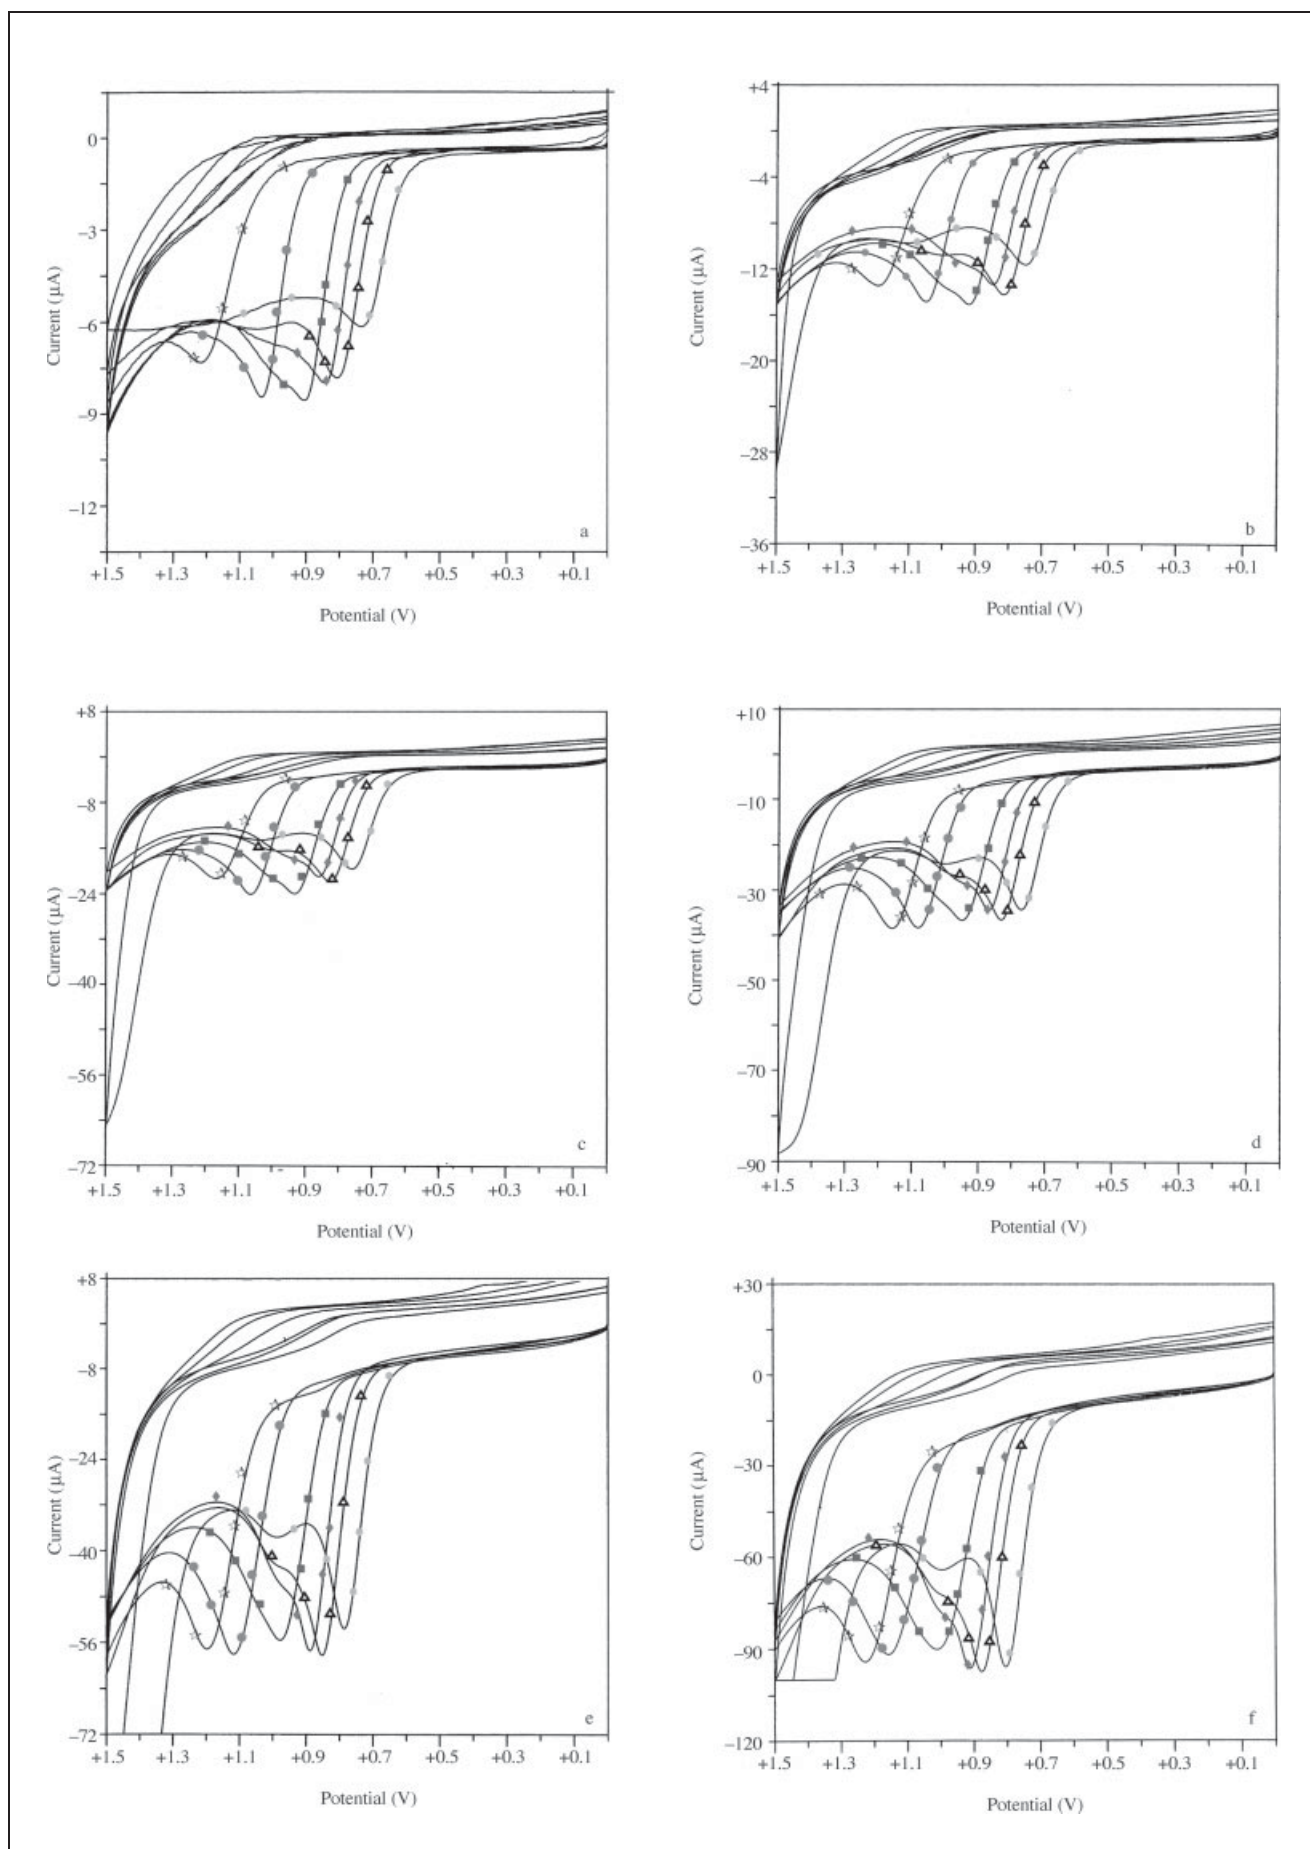 0
−3
−6
−9
−12
Current (μA)
a
+1.5 +1.3 +1.1 +0.9 +0.7 +0.5 +0.3 +0.1
Potential (V)
+4
−4
−12
−20
−28
−36
Current (μA)
b
+1.5 +1.3 +1.1 +0.9 +0.7 +0.5 +0.3 +0.1
Potential (V)
+8
−8
−24
−40
−56
−72
Current (μA)
c
+1.5 +1.3 +1.1 +0.9 +0.7 +0.5 +0.3 +0.1
Potential (V)
+10
−10
−30
−50
−70
−90
Current (μA)
d
+1.5 +1.3 +1.1 +0.9 +0.7 +0.5 +0.3 +0.1
Potential (V)
+8
−8
−24
−40
−56
−72
Current (μA)
e
+1.5 +1.3 +1.1 +0.9 +0.7 +0.5 +0.3 +0.1
Potential (V)
+30
0
−30
−60
−90
−120
Current (μA)
f
+1.5 +1.3 +1.1 +0.9 +0.7 +0.5 +0.3 +0.1
Potential (V)